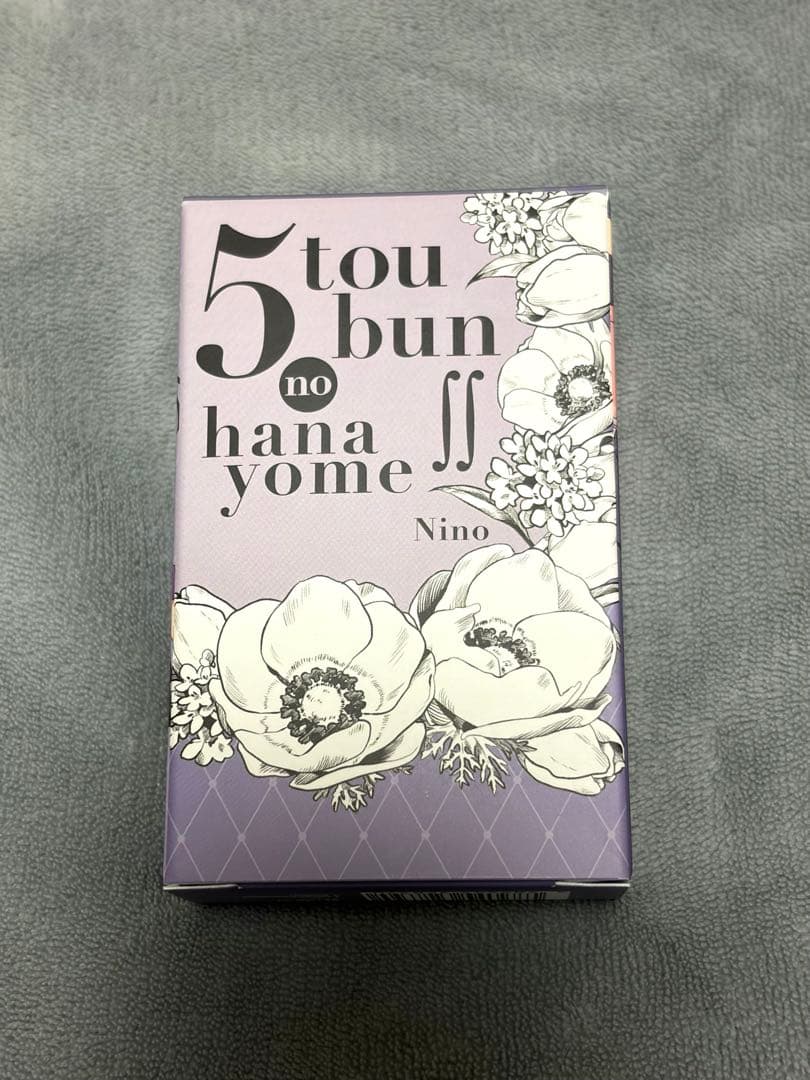 5 tou
bun
no
hana
yome ∬
Nino